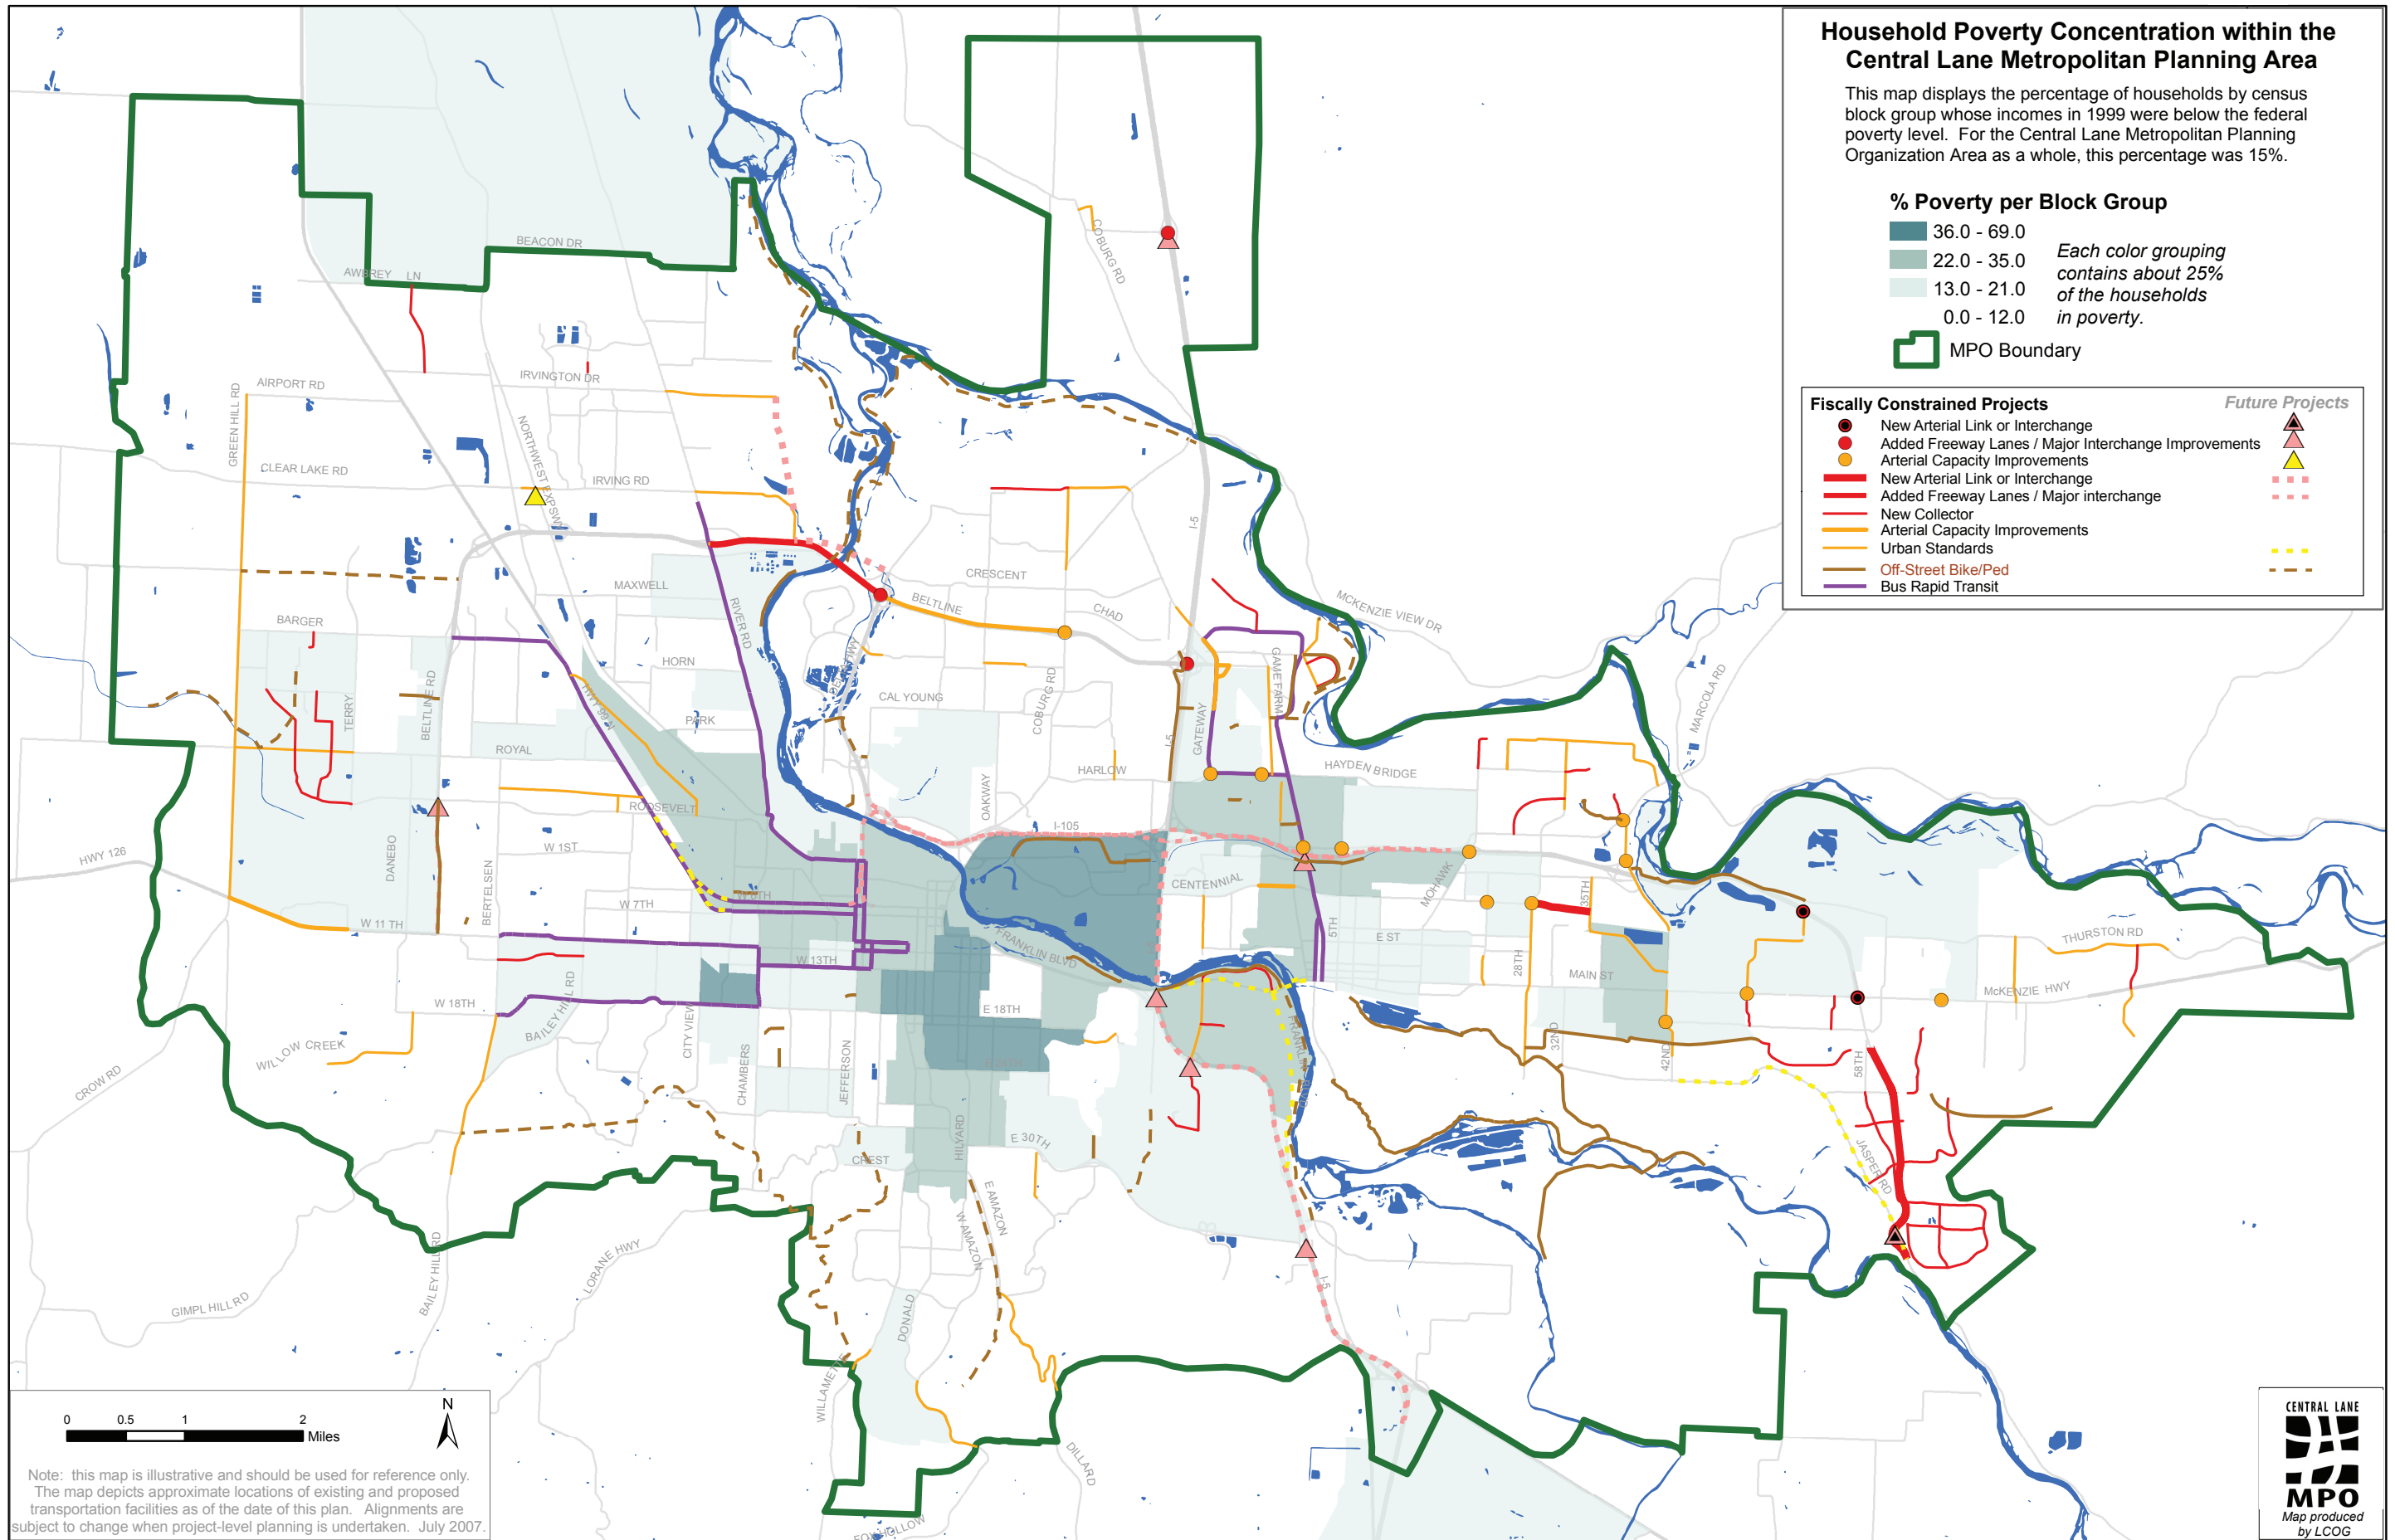 Household Poverty Concentration within the
Central Lane Metropolitan Planning Area
This map displays the percentage of households by census
block group whose incomes in 1999 were below the federal
poverty level. For the Central Lane Metropolitan Planning
Organization Area as a whole, this percentage was 15%.
% Poverty per Block Group
36.0 - 69.0
22.0 - 35.0
13.0 - 21.0
0.0 - 12.0
Each color grouping
contains about 25%
of the households
in poverty.
MPO Boundary
Fiscally Constrained Projects
Future Projects
New Arterial Link or Interchange
Added Freeway Lanes / Major Interchange Improvements
Arterial Capacity Improvements
New Arterial Link or Interchange
Added Freeway Lanes / Major interchange
New Collector
Arterial Capacity Improvements
Urban Standards
Off-Street Bike/Ped
Bus Rapid Transit
BEACON DR
AWBREY LN
COBURG RD
AIRPORT RD
IRVINGTON DR
GREEN HILL RD
NORTHWEST EXPSWY
CLEAR LAKE RD
IRVING RD
I-5
MAXWELL
CRESCENT
BELTLINE
CHAD
MCKENZIE VIEW DR
RIVER RD
BARGER
HORN
GAME FARM
CAL YOUNG
COBURG RD
HWY 99 N
TERRY
BELTLINE RD
PARK
GATEWAY
I-5
MARCOLA RD
ROYAL
HARLOW
HAYDEN BRIDGE
OAKWAY
ROOSEVELT
I-105
W 1ST
HWY 126
DANEBO
BERTELSEN
CENTENNIAL
MOHAWK
W 6TH
W 7TH
35TH
W 11 TH
FRANKLIN BLVD
5TH
E ST
THURSTON RD
W 13TH
28TH
MAIN ST
W 18TH
BAILEY HILL RD
CITY VIEW
E 18TH
McKENZIE HWY
WILLOW CREEK
CHAMBERS
JEFFERSON
32ND
42ND
58TH
CROW RD
HILYARD
E 30TH
CREST
JASPER RD
E AMAZON
W AMAZON
LORANE HWY
BAILEY HILL RD
GIMPL HILL RD
I-5
DONALD
WILLAMETTE
DILLARD
FOX HOLLOW
0 0.5 1 2
Miles
N
Note: this map is illustrative and should be used for reference only.
The map depicts approximate locations of existing and proposed
transportation facilities as of the date of this plan. Alignments are
subject to change when project-level planning is undertaken. July 2007.
CENTRAL LANE
MPO
Map produced
by LCOG